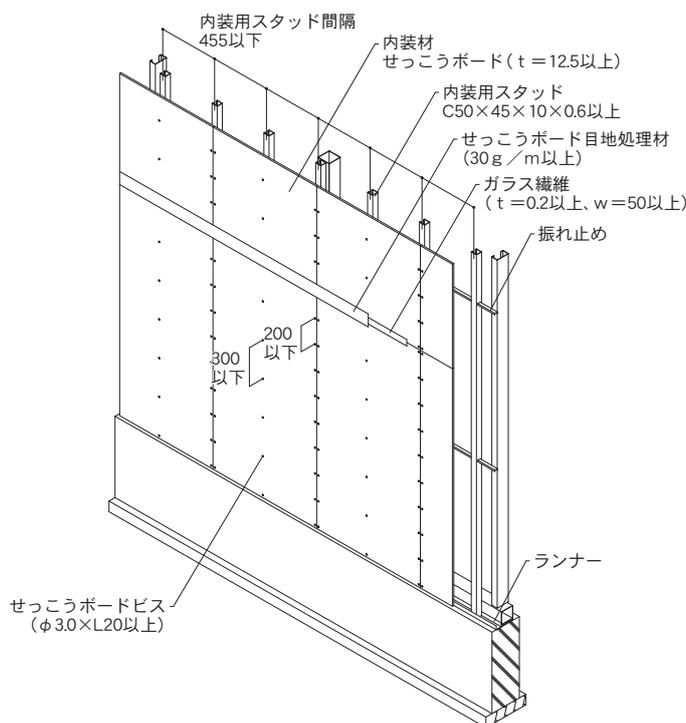 内装用スタッド間隔
455以下
内装材
せっこうボード(t＝12.5以上)
内装用スタッド
C50×45×10×0.6以上
せっこうボード目地処理材
(30g／m以上)
ガラス繊維
(t＝0.2以上、w＝50以上)
振れ止め
200
以下
300
以下
ランナー
せっこうボードビス
(φ3.0×L20以上)